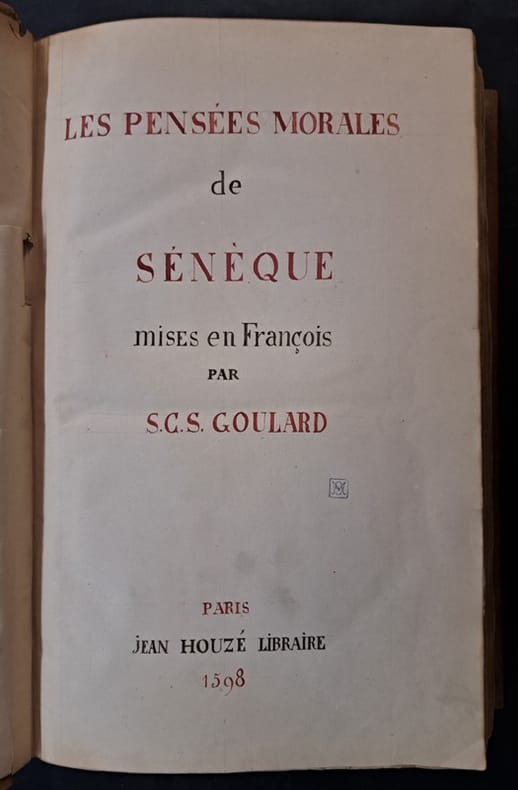 LES PENSÉES MORALES
de
SÉNÈQUE
mises en François
PAR
S.C.S. GOULARD
PARIS
JEAN HOUZÉ LIBRAIRE
1598